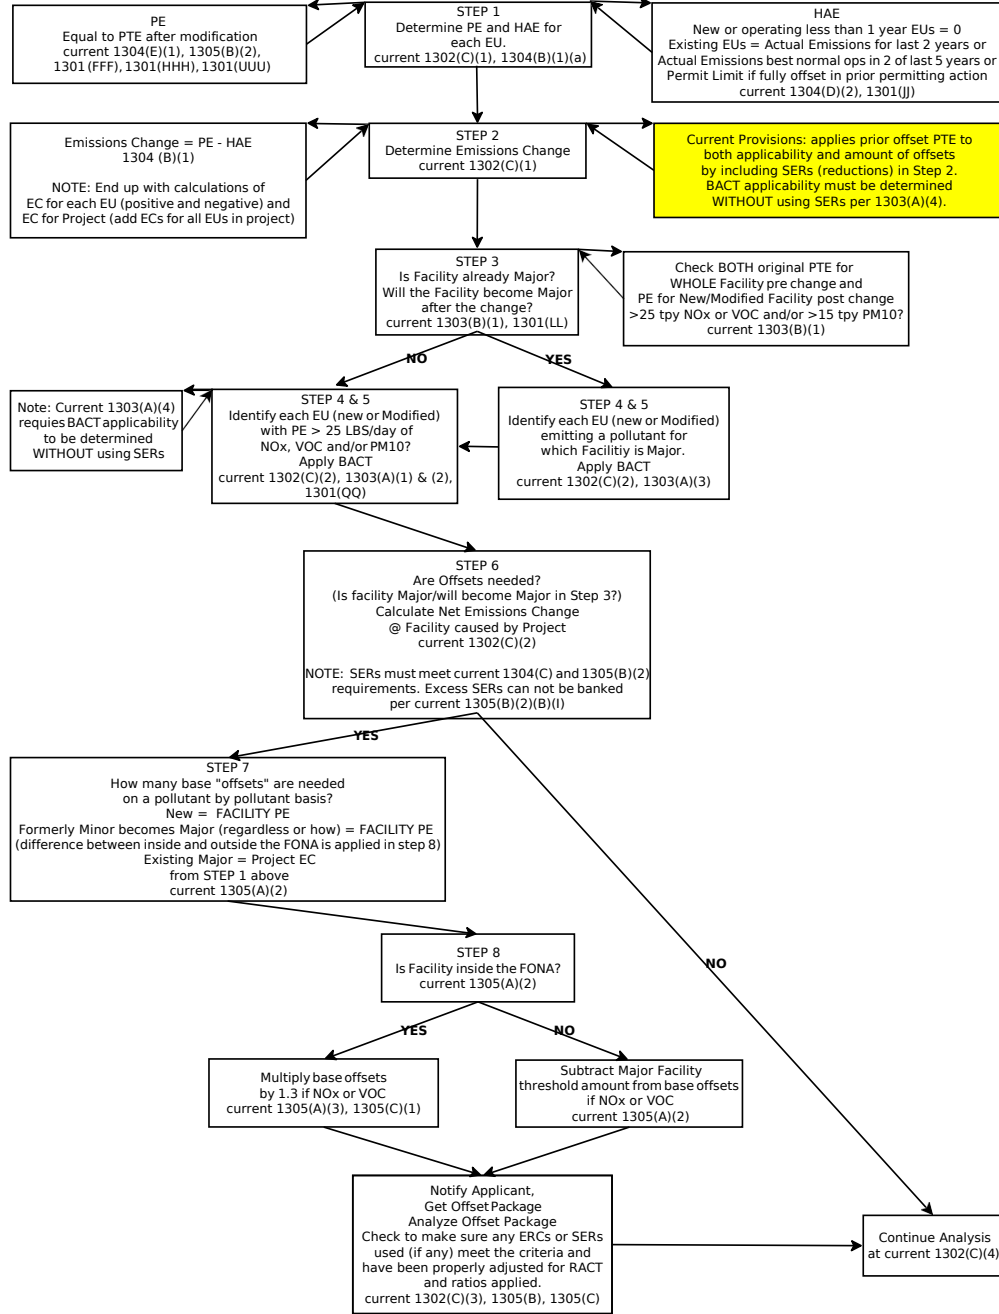 PE
Equal to PTE after modification
current 1304(E)(1), 1305(B)(2),
1301(FFF), 1301(HHH), 1301(UUU)
STEP 1
Determine PE and HAE for
each EU.
current 1302(C)(1), 1304(B)(1)(a)
HAE
New or operating less than 1 year EUs = 0
Existing EUs = Actual Emissions for last 2 years or
Actual Emissions best normal ops in 2 of last 5 years or
Permit Limit if fully offset in prior permitting action
current 1304(D)(2), 1301(JJ)
Emissions Change = PE - HAE
1304 (B)(1)
NOTE: End up with calculations of
EC for each EU (positive and negative) and
EC for Project (add ECs for all EUs in project)
STEP 2
Determine Emissions Change
current 1302(C)(1)
Current Provisions: applies prior offset PTE to
both applicability and amount of offsets
by including SERs (reductions) in Step 2.
BACT applicability must be determined
WITHOUT using SERs per 1303(A)(4).
STEP 3
Is Facility already Major?
Will the Facility become Major
after the change?
current 1303(B)(1), 1301(LL)
Check BOTH original PTE for
WHOLE Facility pre change and
PE for New/Modified Facility post change
>25 tpy NOx or VOC and/or >15 tpy PM10?
current 1303(B)(1)
NO
YES
Note: Current 1303(A)(4)
requies BACT applicability
to be determined
WITHOUT using SERs
STEP 4 & 5
Identify each EU (new or Modified)
with PE > 25 LBS/day of
NOx, VOC and/or PM10?
Apply BACT
current 1302(C)(2), 1303(A)(1) & (2),
1301(QQ)
STEP 4 & 5
Identify each EU (new or Modified)
emitting a pollutant for
which Facilitiy is Major.
Apply BACT
current 1302(C)(2), 1303(A)(3)
STEP 6
Are Offsets needed?
(Is facility Major/will become Major in Step 3?)
Calculate Net Emissions Change
@ Facility caused by Project
current 1302(C)(2)
NOTE: SERs must meet current 1304(C) and 1305(B)(2)
requirements. Excess SERs can not be banked
per current 1305(B)(2)(B)(I)
YES
STEP 7
How many base "offsets" are needed
on a pollutant by pollutant basis?
New = FACILITY PE
Formerly Minor becomes Major (regardless or how) = FACILITY PE
(difference between inside and outside the FONA is applied in step 8)
Existing Major = Project EC
from STEP 1 above
current 1305(A)(2)
STEP 8
Is Facility inside the FONA?
current 1305(A)(2)
NO
YES
NO
Multiply base offsets
by 1.3 if NOx or VOC
current 1305(A)(3), 1305(C)(1)
Subtract Major Facility
threshold amount from base offsets
if NOx or VOC
current 1305(A)(2)
Notify Applicant,
Get Offset Package
Analyze Offset Package
Check to make sure any ERCs or SERs
used (if any) meet the criteria and
have been properly adjusted for RACT
and ratios applied.
current 1302(C)(3), 1305(B), 1305(C)
Continue Analysis
at current 1302(C)(4)